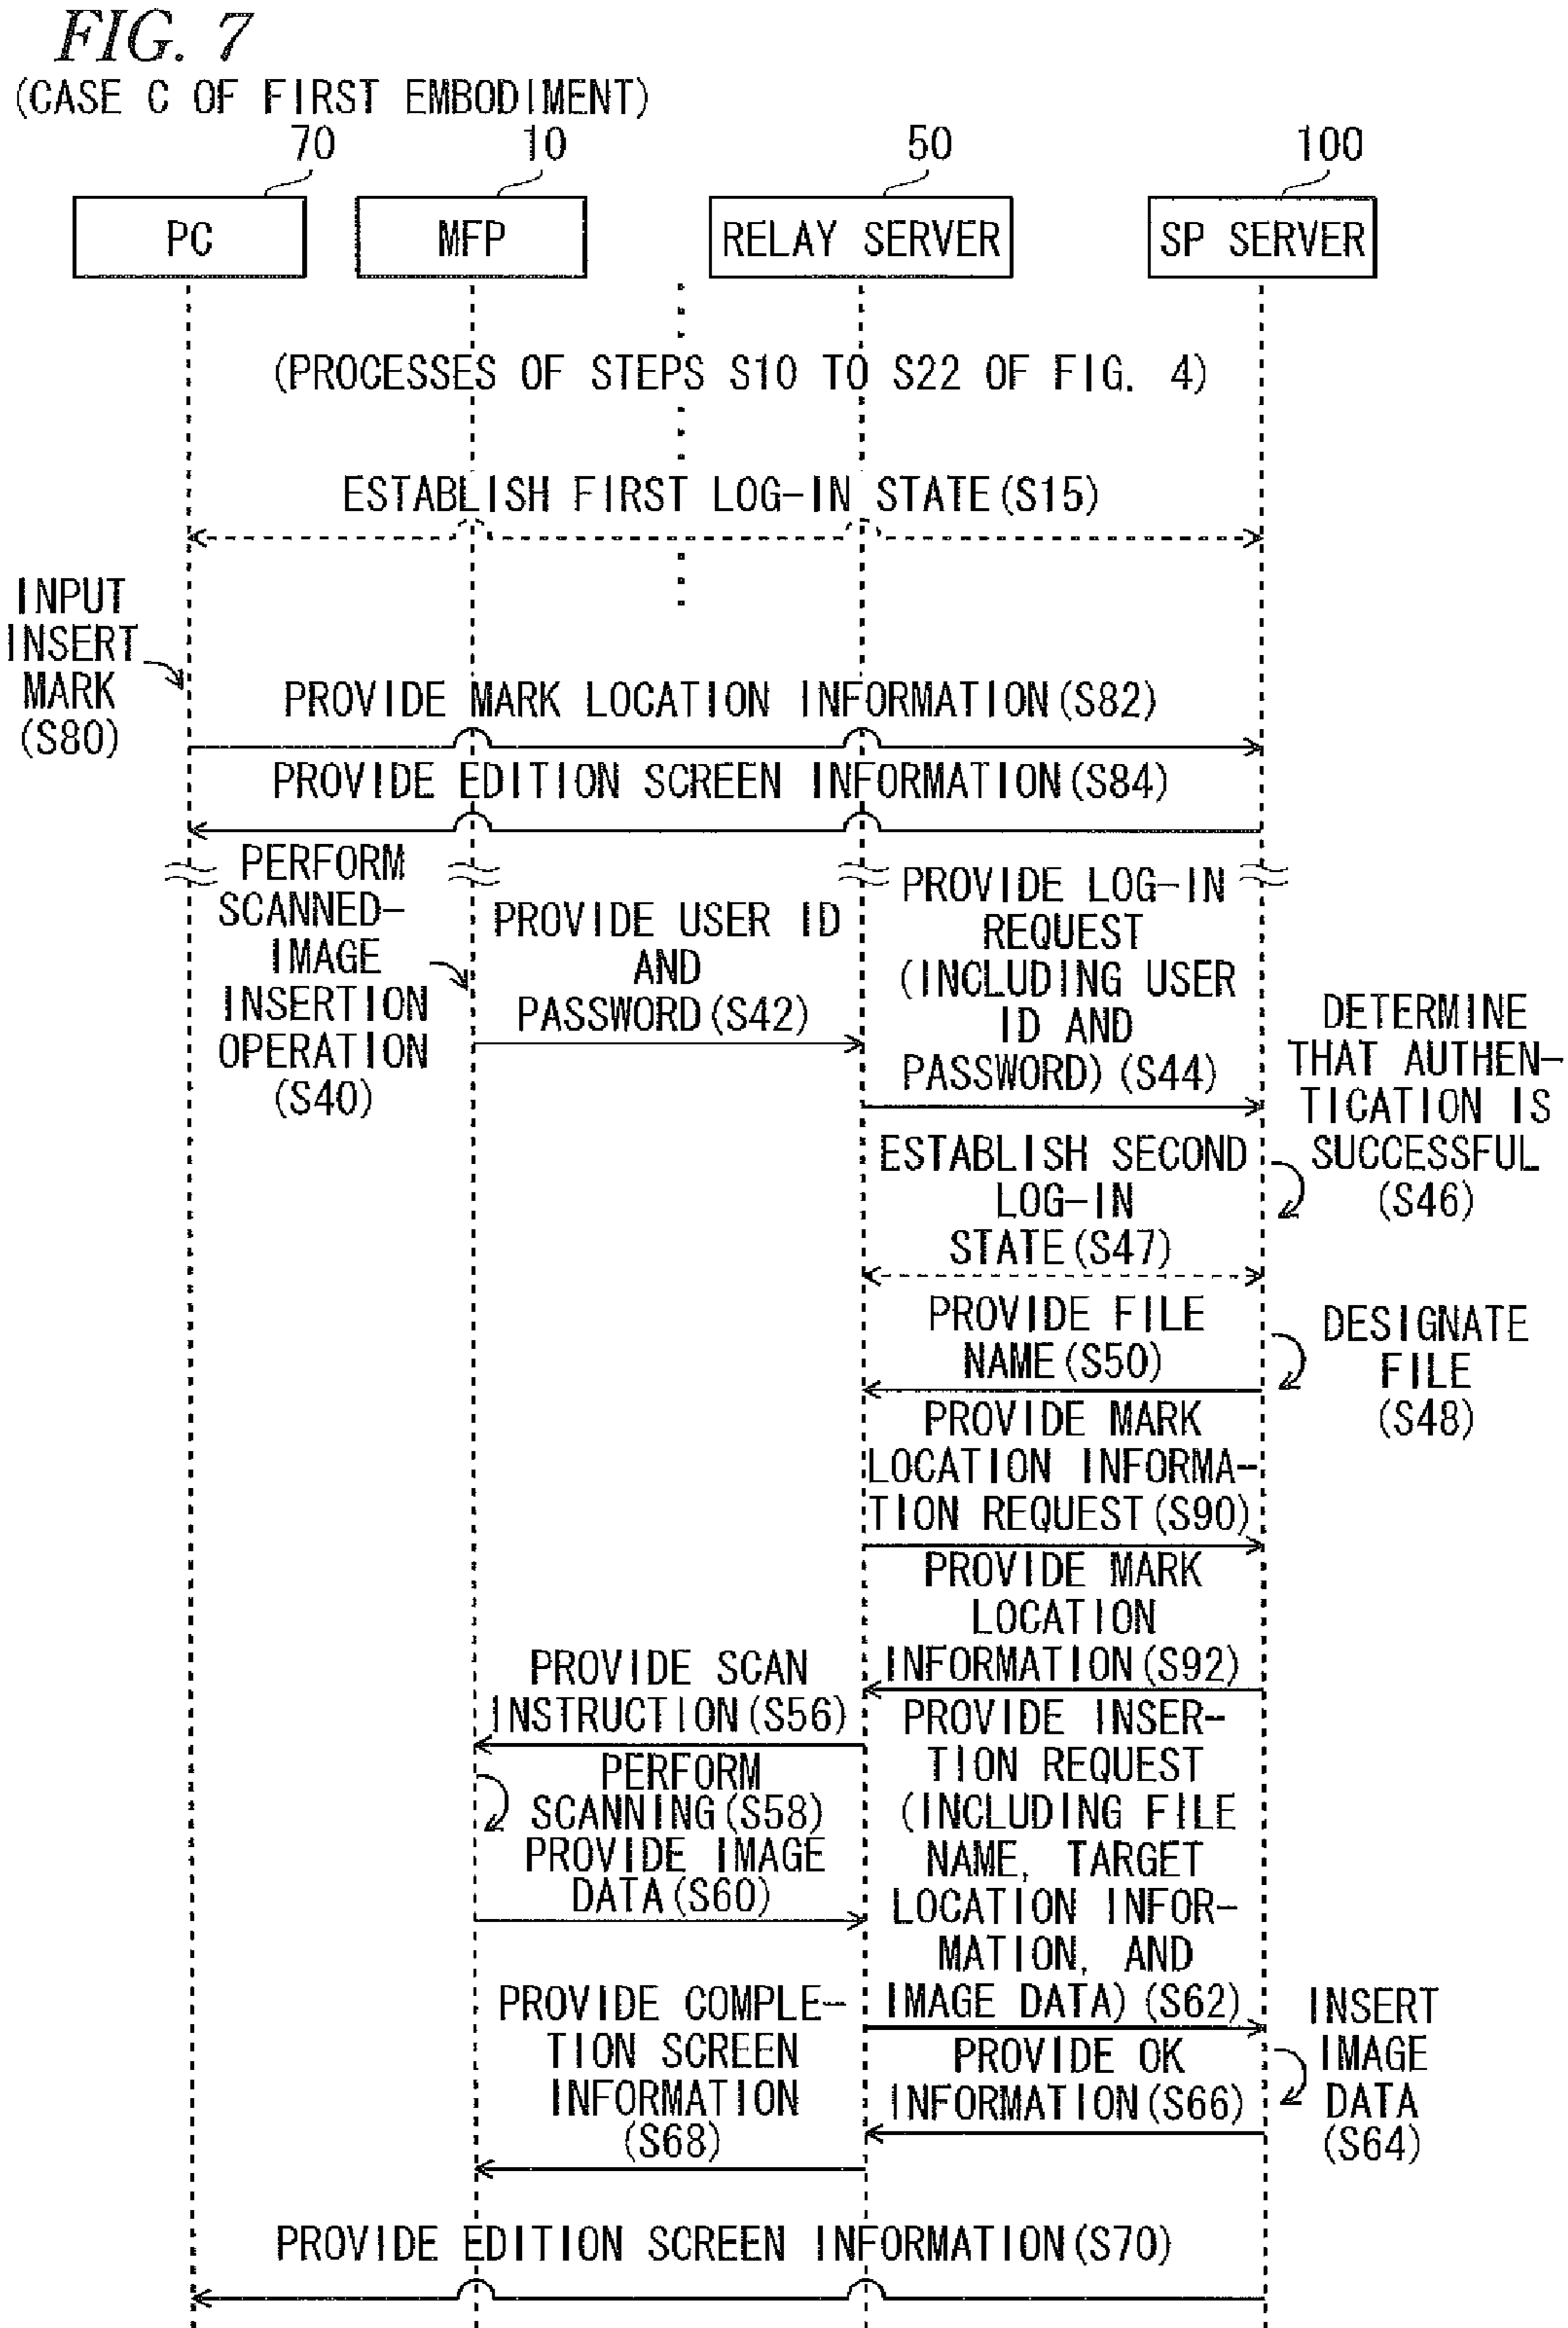 FIG. 7
(CASE C OF FIRST EMBODIMENT)
70
10
50
100
PC
MFP
RELAY SERVER
SP SERVER
(PROCESSES OF STEPS S10 TO S22 OF FIG. 4)
ESTABLISH FIRST LOG-IN STATE(S15)
INPUT
INSERT
MARK
(S80)
PROVIDE MARK LOCATION INFORMATION(S82)
PROVIDE EDITION SCREEN INFORMATION(S84)
PERFORM
SCANNED-
IMAGE
INSERTION
OPERATION
(S40)
PROVIDE USER ID
AND
PASSWORD(S42)
PROVIDE LOG-IN
REQUEST
(INCLUDING USER
ID AND
PASSWORD)(S44)
DETERMINE
THAT AUTHEN-
TICATION IS
SUCCESSFUL
(S46)
ESTABLISH SECOND
LOG-IN
STATE(S47)
PROVIDE FILE
NAME(S50)
DESIGNATE
FILE
(S48)
PROVIDE MARK
LOCATION INFORMA-
TION REQUEST(S90)
PROVIDE MARK
LOCATION
INFORMATION(S92)
PROVIDE SCAN
INSTRUCTION(S56)
PERFORM
SCANNING(S58)
PROVIDE IMAGE
DATA(S60)
PROVIDE INSER-
TION REQUEST
(INCLUDING FILE
NAME, TARGET
LOCATION INFOR-
MATION, AND
IMAGE DATA)(S62)
INSERT
IMAGE
DATA
(S64)
PROVIDE OK
INFORMATION(S66)
PROVIDE COMPLE-
TION SCREEN
INFORMATION
(S68)
PROVIDE EDITION SCREEN INFORMATION(S70)